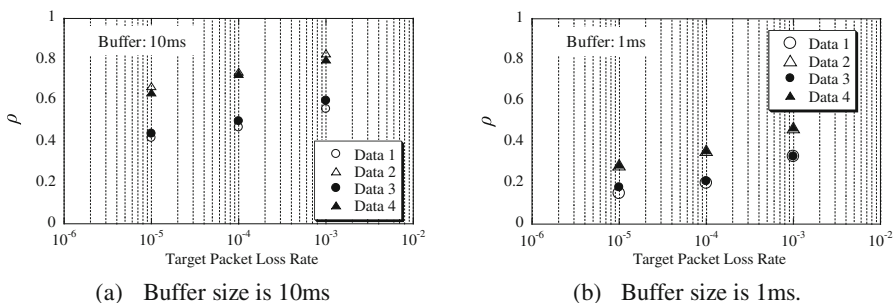 Buffer: 10ms
1
0.8
0.6
0.4
0.2
0
ρ
Data 1
Data 2
Data 3
Data 4
10-6
10-5
10-4
10-3
10-2
Target Packet Loss Rate
(a) Buffer size is 10ms
Buffer: 1ms
1
0.8
0.6
0.4
0.2
0
ρ
Data 1
Data 2
Data 3
Data 4
10-6
10-5
10-4
10-3
10-2
Target Packet Loss Rate
(b) Buffer size is 1ms.